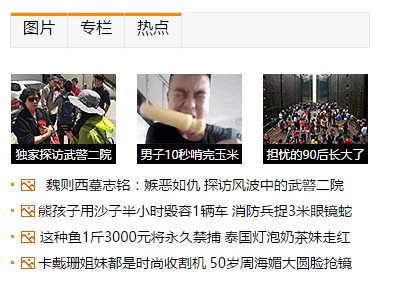 图片 专栏 热点
独家探访武警二院 男子10秒啃完玉米 担忧的90后长大了
魏则西墓志铭：嫉恶如仇 探访风波中的武警二院
熊孩子用沙子半小时毁容1辆车 消防兵捉3米眼镜蛇
这种鱼1斤3000元将永久禁捕 泰国灯泡奶茶妹走红
卡戴珊姐妹都是时尚收割机 50岁周海媚大圆脸抢镜